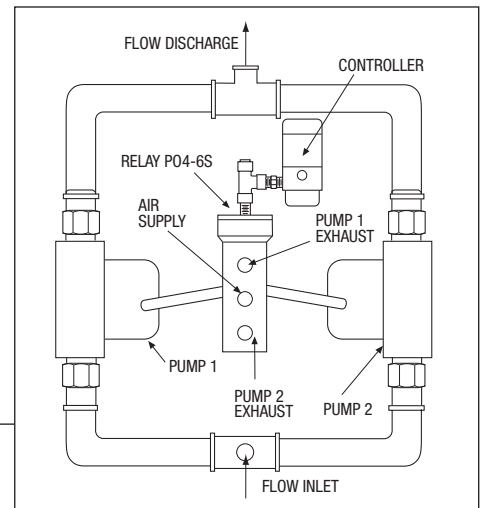 FLOW DISCHARGE
CONTROLLER
RELAY PO4-6S
AIR
SUPPLY
PUMP 1
EXHAUST
PUMP 1
PUMP 2
EXHAUST
PUMP 2
FLOW INLET